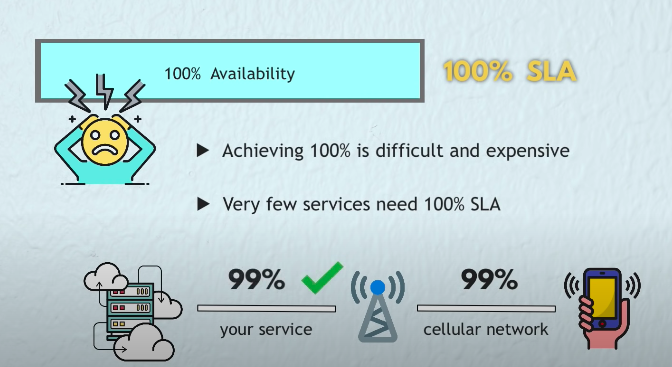 100% Availability
100% SLA
► Achieving 100% is difficult and expensive
► Very few services need 100% SLA
99%
99%
your service
cellular network